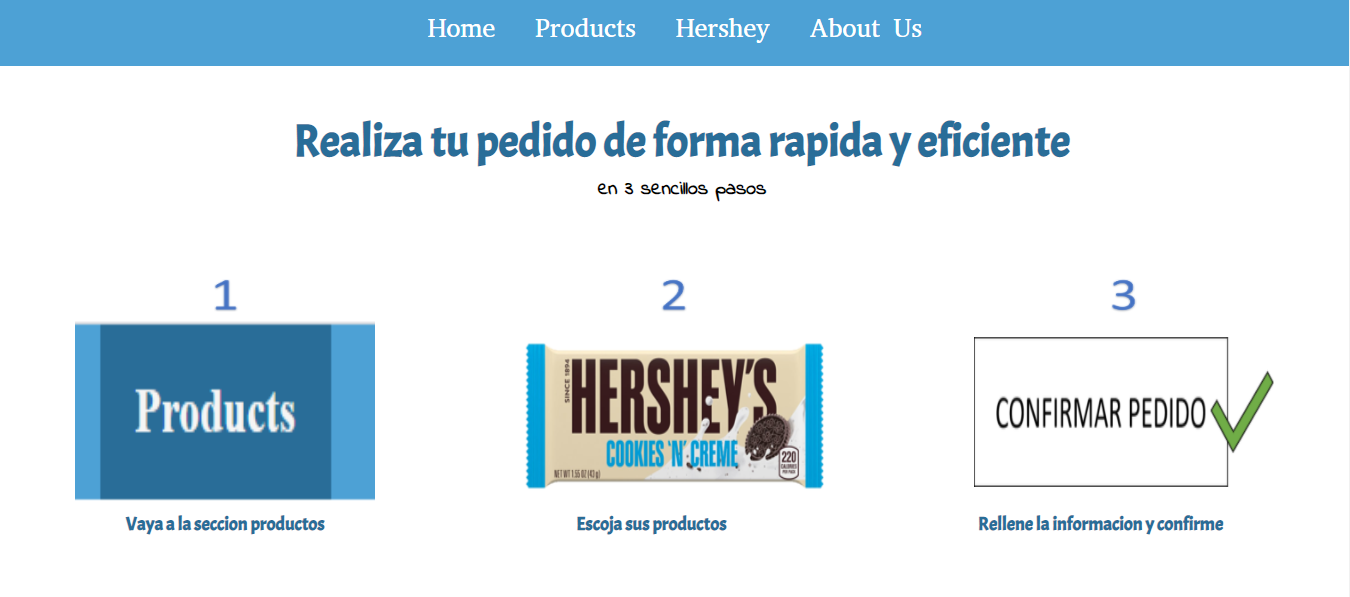 Home Products Hershey About Us
Realiza tu pedido de forma rapida y eficiente
en 3 sencillos pasos
1
Products
Vaya a la seccion productos
2
SINCE 1894
HERSHEY'S
COOKIES 'N' CREME
NET WT 1.55 OZ (43 g)
220
CALORIES
PER PACK
Escoja sus productos
3
CONFIRMAR PEDIDO
Rellene la informacion y confirme